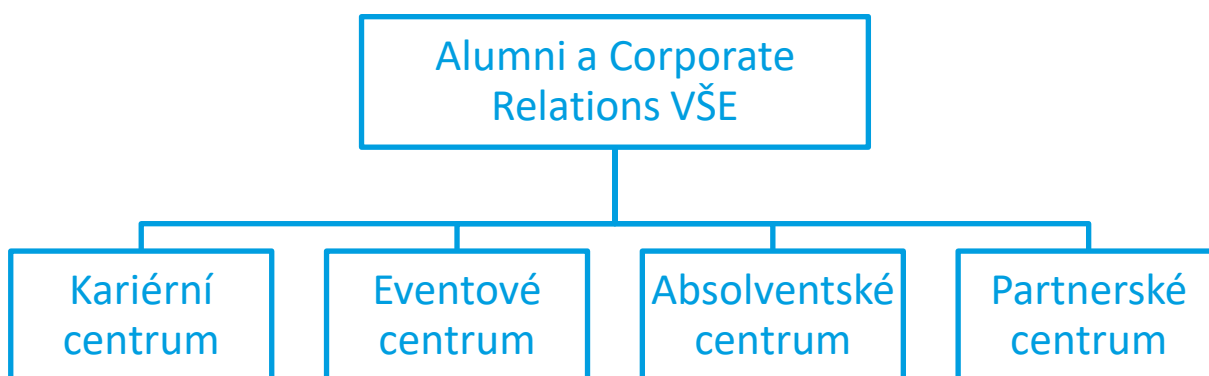 Alumni a Corporate
Relations VŠE
Kariérní
centrum
Eventové
centrum
Absolventské
centrum
Partnerské
centrum